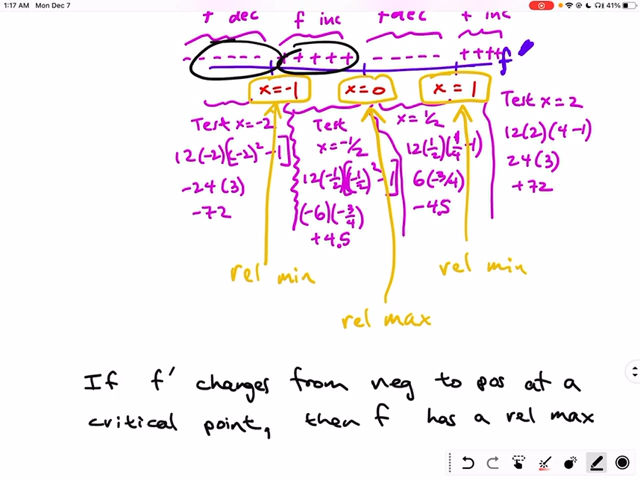 1:17 AM Mon Dec 7
41%
f dec f inc f dec f inc
- - - - - - + + + + + - - - - - - + + + + f'
x=-1 x=0 x=1
Test x=-2
12(-2)[(-2)² -1]
-24(3)
-72
Test
x=-1/2
12(-1/2)[(-1/2)² -1]
(-6)(-3/4)
+4.5
x=1/2
12(1/2)(1/4-1)
6(-3/4)
-4.5
Test x=2
12(2)(4-1)
24(3)
+72
rel min
rel max
rel min
If f' changes from neg to pos at a
critical point, then f has a rel max